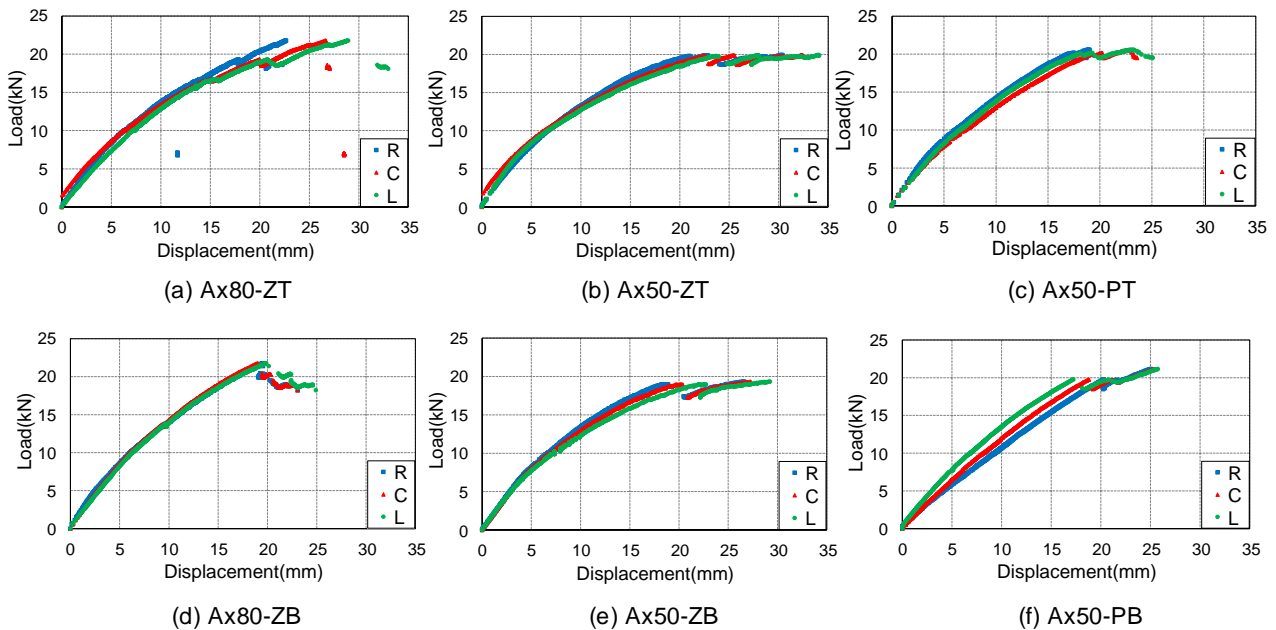 Load(kN)
25
20
15
10
5
0
R
C
L
0 5 10 15 20 25 30 35
Displacement(mm)
(a) Ax80-ZT
Load(kN)
25
20
15
10
5
0
R
C
L
0 5 10 15 20 25 30 35
Displacement(mm)
(b) Ax50-ZT
Load(kN)
25
20
15
10
5
0
R
C
L
0 5 10 15 20 25 30 35
Displacement(mm)
(c) Ax50-PT
Load(kN)
25
20
15
10
5
0
R
C
L
0 5 10 15 20 25 30 35
Displacement(mm)
(d) Ax80-ZB
Load(kN)
25
20
15
10
5
0
R
C
L
0 5 10 15 20 25 30 35
Displacement(mm)
(e) Ax50-ZB
Load(kN)
25
20
15
10
5
0
R
C
L
0 5 10 15 20 25 30 35
Displacement(mm)
(f) Ax50-PB